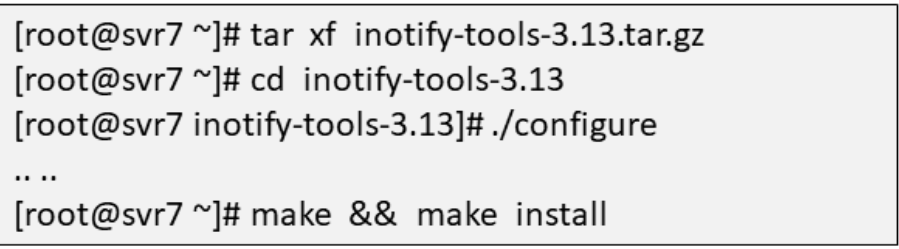 [root@svr7 ~]# tar xf inotify-tools-3.13.tar.gz
[root@svr7 ~]# cd inotify-tools-3.13
[root@svr7 inotify-tools-3.13]# ./configure
.. ..
[root@svr7 ~]# make && make install